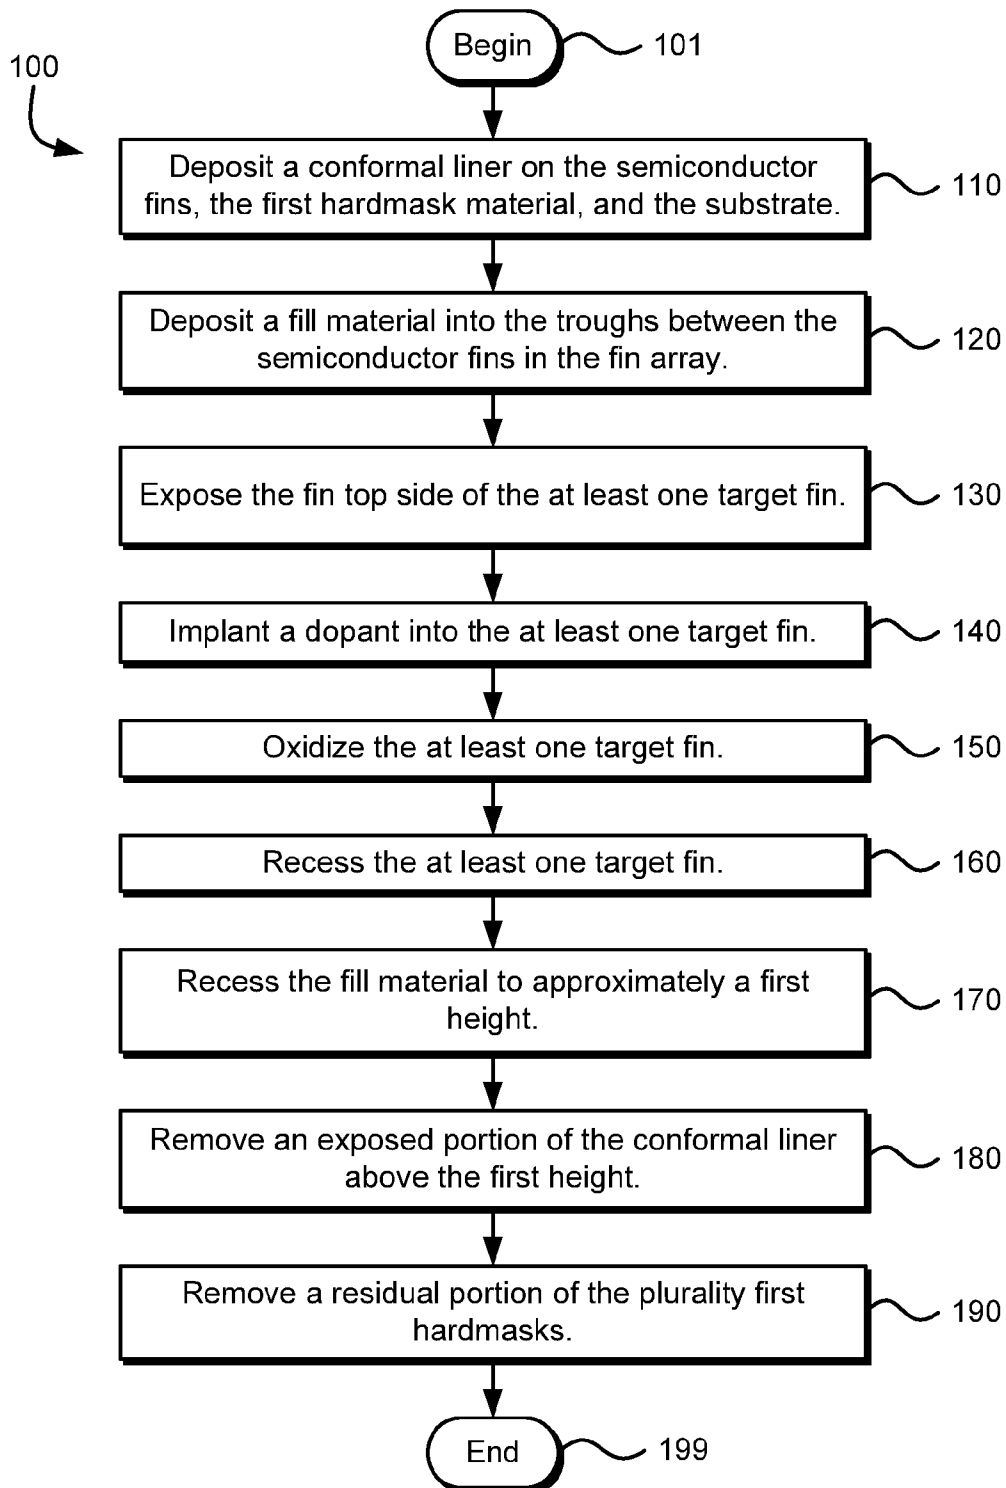 Begin
101
100
Deposit a conformal liner on the semiconductor
fins, the first hardmask material, and the substrate.
110
Deposit a fill material into the troughs between the
semiconductor fins in the fin array.
120
Expose the fin top side of the at least one target fin.
130
Implant a dopant into the at least one target fin.
140
Oxidize the at least one target fin.
150
Recess the at least one target fin.
160
Recess the fill material to approximately a first
height.
170
Remove an exposed portion of the conformal liner
above the first height.
180
Remove a residual portion of the plurality first
hardmasks.
190
End
199